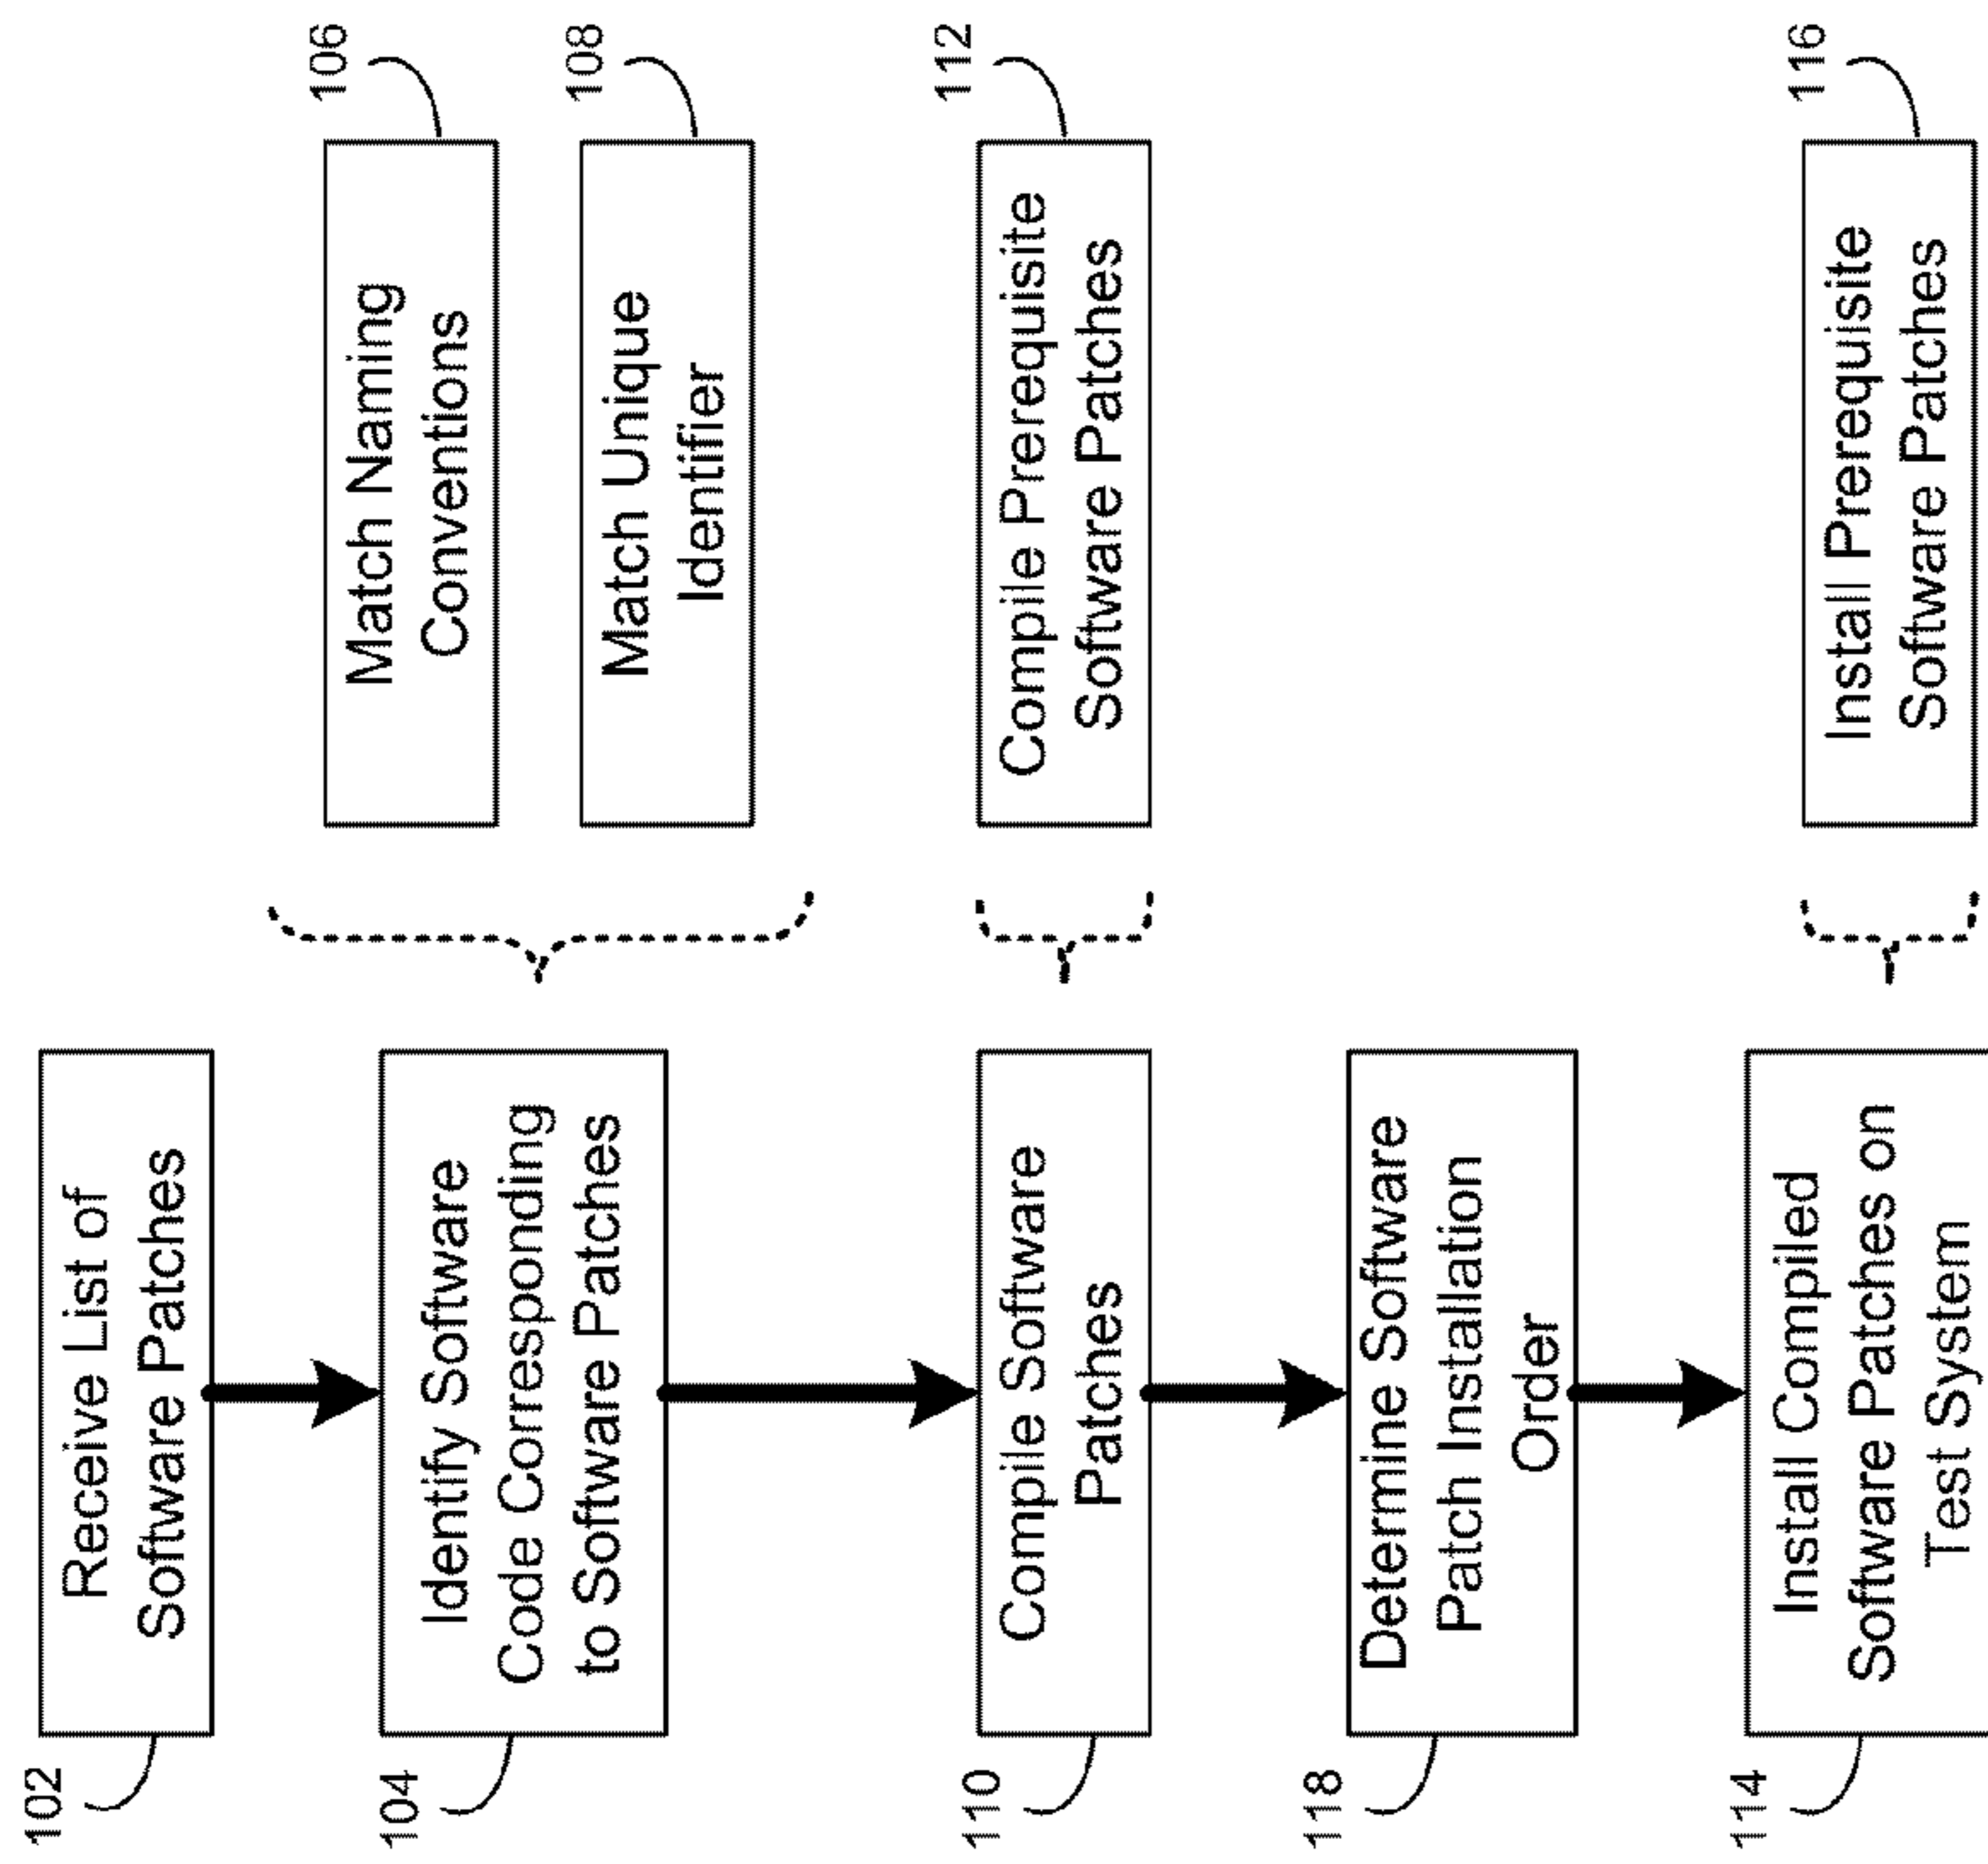 102
Receive List of
Software Patches
104
Identify Software
Code Corresponding
to Software Patches
106
Match Naming
Conventions
108
Match Unique
Identifier
110
Compile Software
Patches
112
Compile Prerequisite
Software Patches
118
Determine Software
Patch Installation
Order
114
Install Compiled
Software Patches on
Test System
116
Install Prerequisite
Software Patches